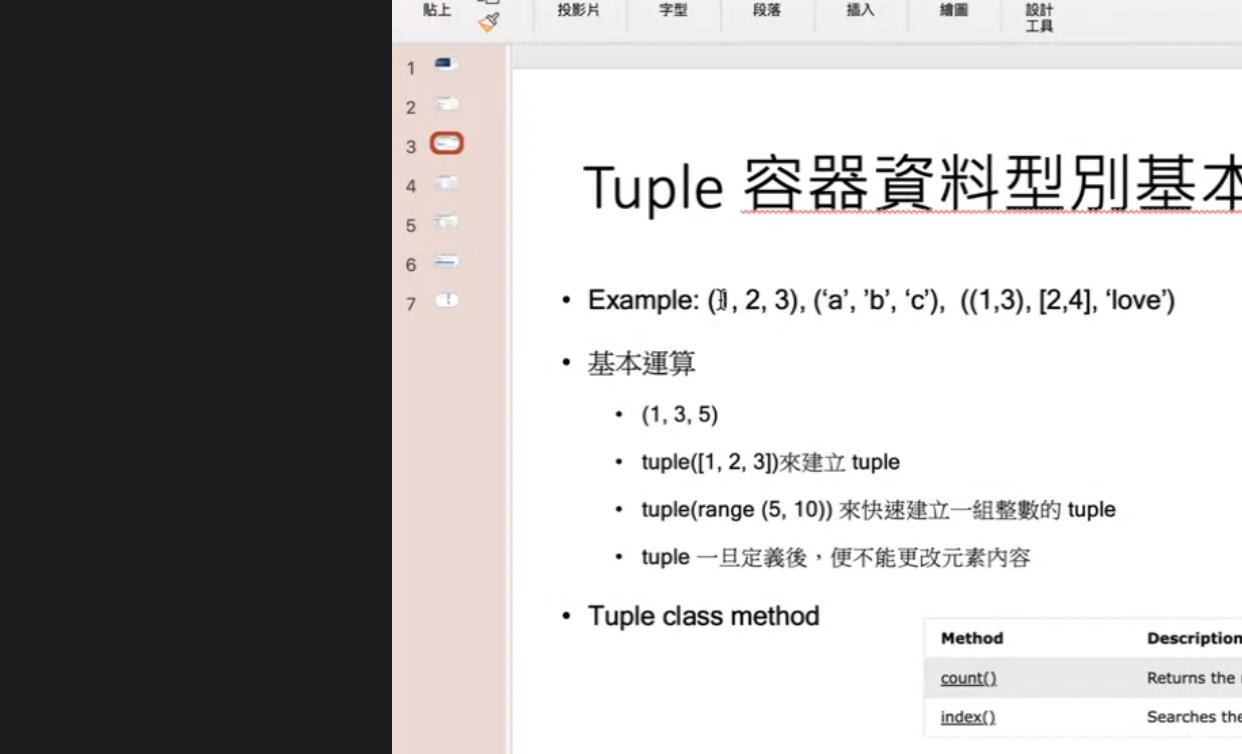 貼上
投影片
字型
段落
插入
繪圖
設計
工具
1
2
3
4
5
6
7
Tuple 容器資料型別基本
• Example: (1, 2, 3), (‘a’, ’b’, ‘c’),  ((1,3), [2,4], ‘love’)
• 基本運算
• (1, 3, 5)
• tuple([1, 2, 3])來建立 tuple
• tuple(range (5, 10)) 來快速建立一組整數的 tuple
• tuple 一旦定義後，便不能更改元素內容
• Tuple class method
Method Description
count() Returns the
index() Searches the